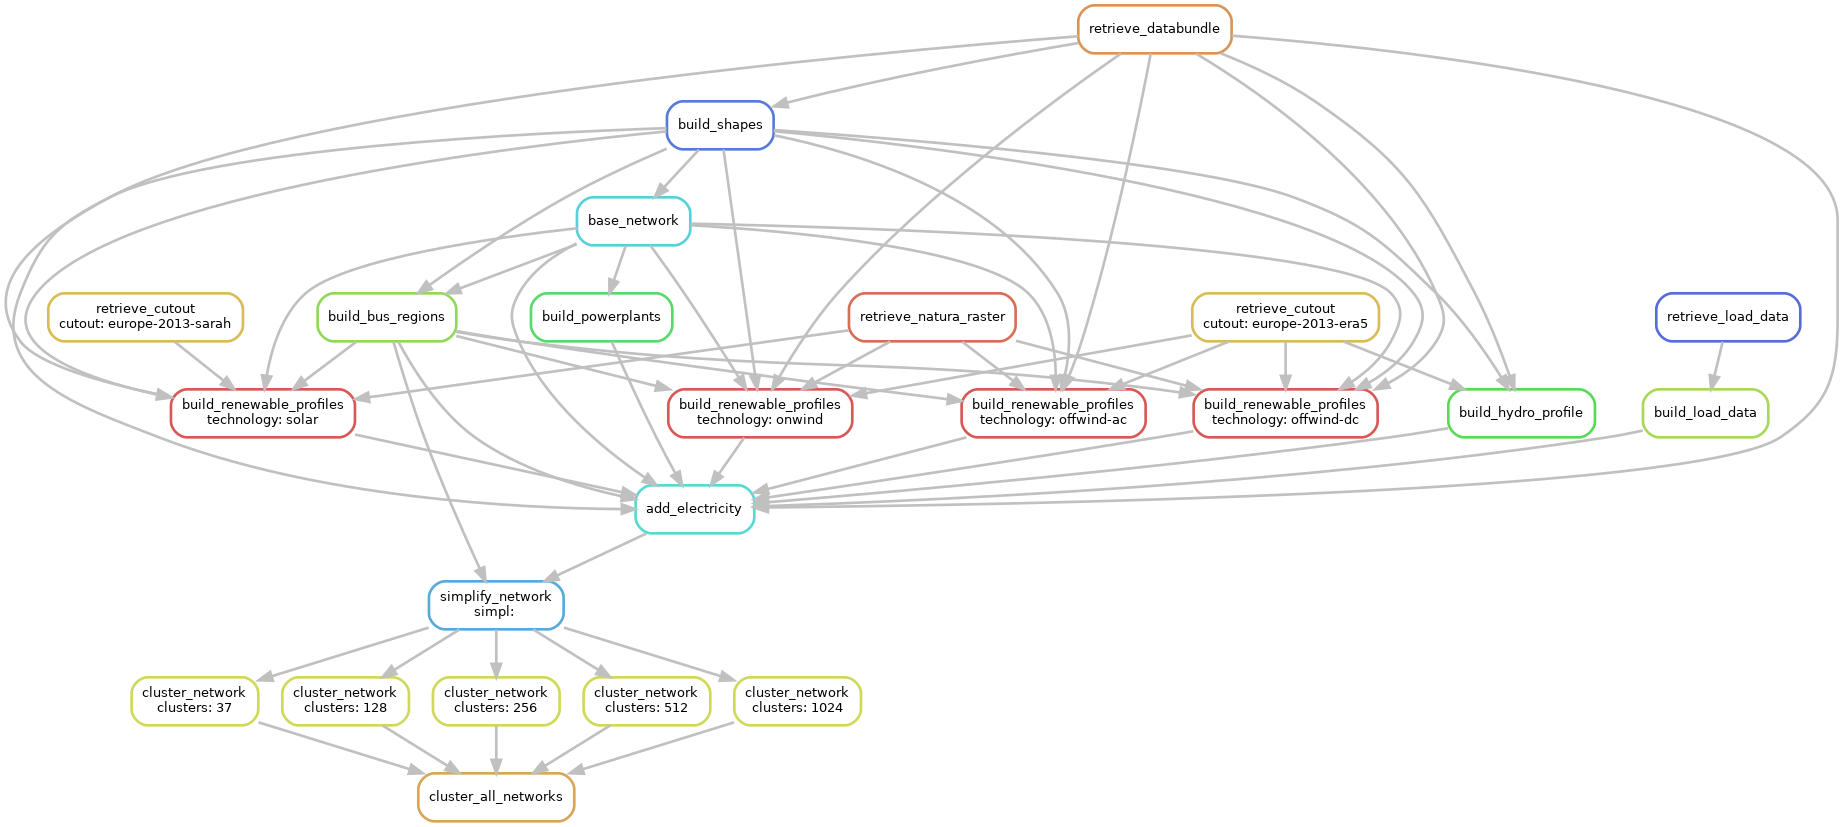 retrieve_databundle
build_shapes
base_network
retrieve_cutout
cutout: europe-2013-sarah
build_bus_regions
build_powerplants
retrieve_natura_raster
retrieve_cutout
cutout: europe-2013-era5
retrieve_load_data
build_renewable_profiles
technology: solar
build_renewable_profiles
technology: onwind
build_renewable_profiles
technology: offwind-ac
build_renewable_profiles
technology: offwind-dc
build_hydro_profile
build_load_data
add_electricity
simplify_network
simpl:
cluster_network
clusters: 37
cluster_network
clusters: 128
cluster_network
clusters: 256
cluster_network
clusters: 512
cluster_network
clusters: 1024
cluster_all_networks